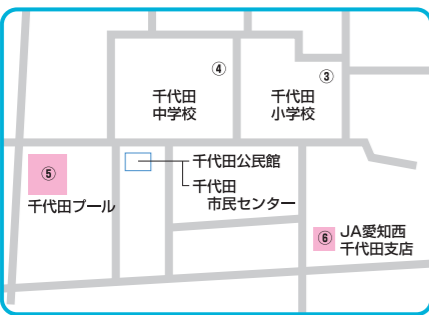 ④
千代田
中学校
③
千代田
小学校
⑤
千代田プール
千代田公民館
千代田
市民センター
⑥
JA愛知西
千代田支店